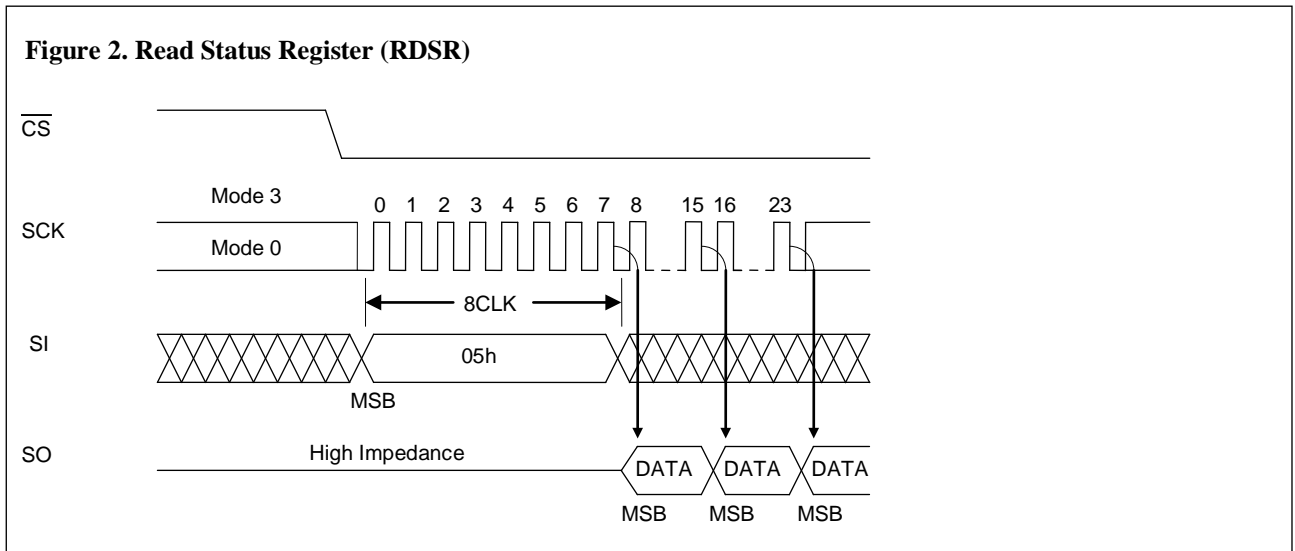 Figure 2. Read Status Register (RDSR)
CS
Mode 3
0 1 2 3 4 5 6 7 8 15 16 23
SCK
Mode 0
8CLK
SI
05h
MSB
High Impedance
SO
DATA DATA DATA
MSB MSB MSB